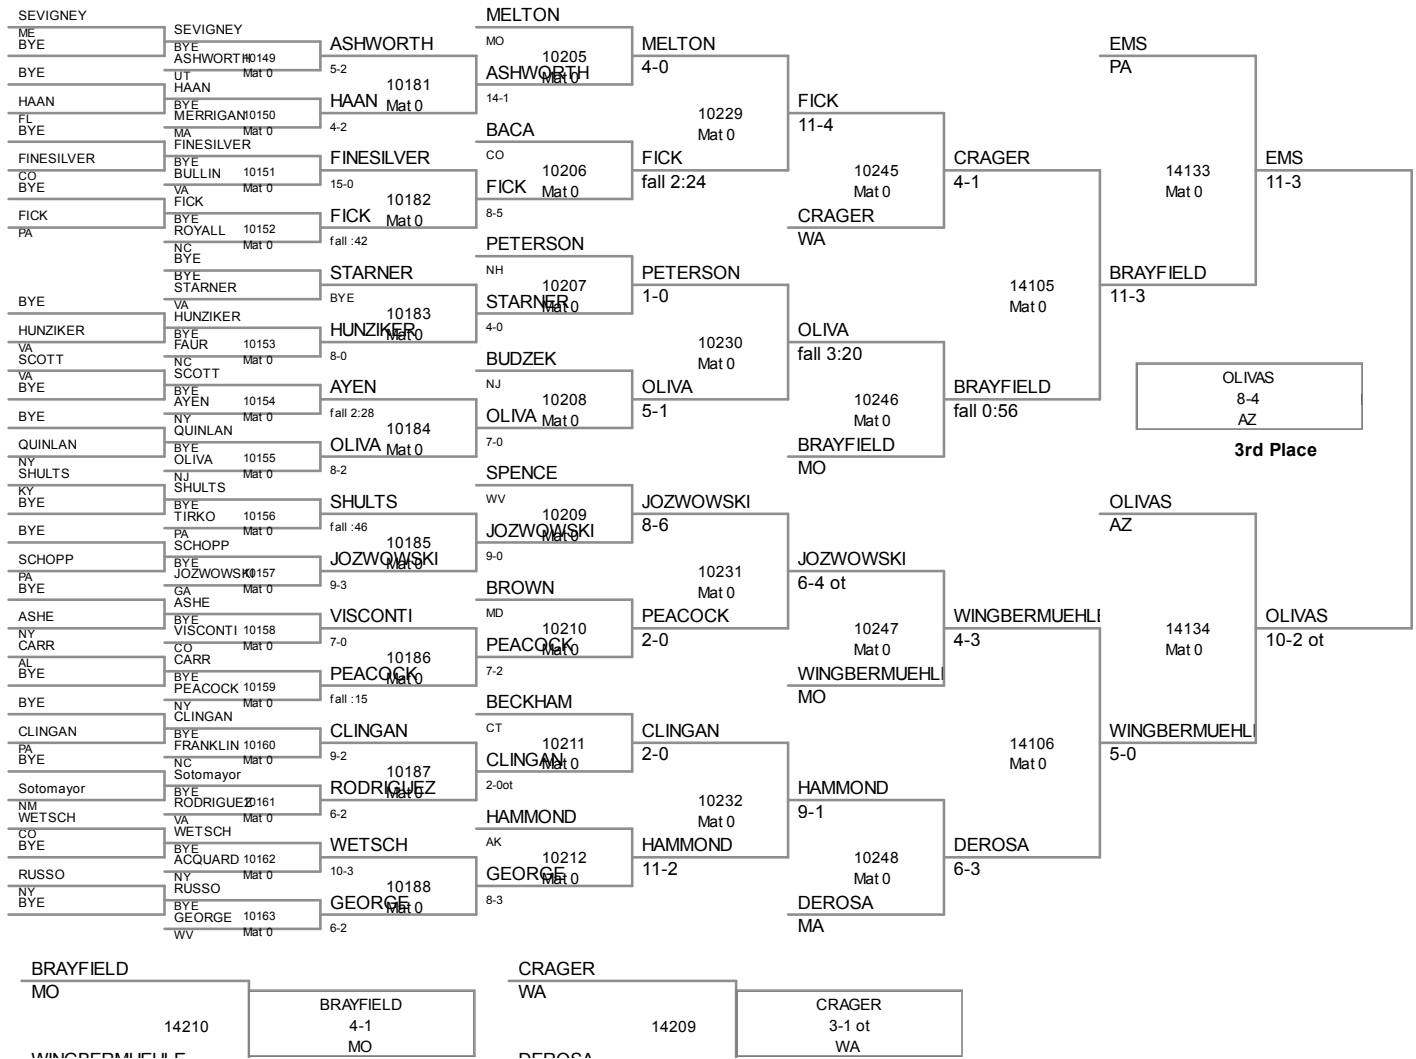 SEVIGNEY
ME
BYE
BYE
HAAN
FL
BYE
FINESILVER
CO
BYE
FICK
PA
BYE
HUNZIKER
VA
SCOTT
VA
BYE
BYE
QUINLAN
NY
SHULTS
KY
BYE
BYE
SCHOPP
PA
BYE
ASHE
NY
CARR
AL
BYE
BYE
CLINGAN
PA
BYE
Sotomayor
NM
WETSCH
CO
BYE
RUSSO
NY
BYE
SEVIGNEY
BYE
ASHWORTH 10149
UT Mat 0
HAAN
BYE
MERRIGAN 10150
MA Mat 0
FINESILVER
BYE
BULLIN 10151
VA Mat 0
FICK
BYE
ROYALL 10152
NC Mat 0
BYE
BYE
STARNER
VA
HUNZIKER
BYE
FAUR 10153
NC Mat 0
SCOTT
BYE
AYEN 10154
NY Mat 0
QUINLAN
BYE
OLIVA 10155
NJ Mat 0
SHULTS
BYE
TIRKO 10156
PA Mat 0
SCHOPP
BYE
JOZWOWSKI 10157
GA Mat 0
ASHE
BYE
VISCONTI 10158
CO Mat 0
CARR
BYE
PEACOCK 10159
NY Mat 0
CLINGAN
BYE
FRANKLIN 10160
NC Mat 0
Sotomayor
BYE
RODRIGUEZ 10161
VA Mat 0
WETSCH
BYE
ACQUARD 10162
NY Mat 0
RUSSO
BYE
GEORGE 10163
WV Mat 0
ASHWORTH
5-2
10181
Mat 0
HAAN
4-2
FINESILVER
15-0
10182
Mat 0
FICK
fall :42
STARNER
BYE
10183
Mat 0
HUNZIKER
8-0
AYEN
fall 2:28
10184
Mat 0
OLIVA
8-2
SHULTS
fall :46
10185
Mat 0
JOZWOWSKI
9-3
VISCONTI
7-0
10186
Mat 0
PEACOCK
fall :15
CLINGAN
9-2
10187
Mat 0
RODRIGUEZ
6-2
WETSCH
10-3
10188
Mat 0
GEORGE
6-2
MELTON
MO
10205
Mat 0
ASHWORTH
14-1
BACA
CO
10206
Mat 0
FICK
8-5
PETERSON
NH
10207
Mat 0
STARNER
4-0
BUDZEK
NJ
10208
Mat 0
OLIVA
7-0
SPENCE
WV
10209
Mat 0
JOZWOWSKI
9-0
BROWN
MD
10210
Mat 0
PEACOCK
7-2
BECKHAM
CT
10211
Mat 0
CLINGAN
2-0ot
HAMMOND
AK
10212
Mat 0
GEORGE
8-3
MELTON
4-0
10229
Mat 0
FICK
fall 2:24
PETERSON
1-0
10230
Mat 0
OLIVA
5-1
JOZWOWSKI
8-6
10231
Mat 0
PEACOCK
2-0
CLINGAN
2-0
10232
Mat 0
HAMMOND
11-2
FICK
11-4
10245
Mat 0
CRAGER
WA
OLIVA
fall 3:20
10246
Mat 0
BRAYFIELD
MO
JOZWOWSKI
6-4 ot
10247
Mat 0
WINGBERMUEHL
MO
HAMMOND
9-1
10248
Mat 0
DEROSA
MA
CRAGER
4-1
14105
Mat 0
BRAYFIELD
fall 0:56
WINGBERMUEHLE
4-3
14106
Mat 0
DEROSA
6-3
EMS
PA
14133
Mat 0
BRAYFIELD
11-3
OLIVAS
AZ
14134
Mat 0
WINGBERMUEHL
5-0
EMS
11-3
OLIVAS
8-4
AZ
3rd Place
OLIVAS
10-2 ot
BRAYFIELD
MO
14210
WINGBERMUEHLE
BRAYFIELD
4-1
MO
CRAGER
WA
14209
DEROSA
CRAGER
3-1 ot
WA